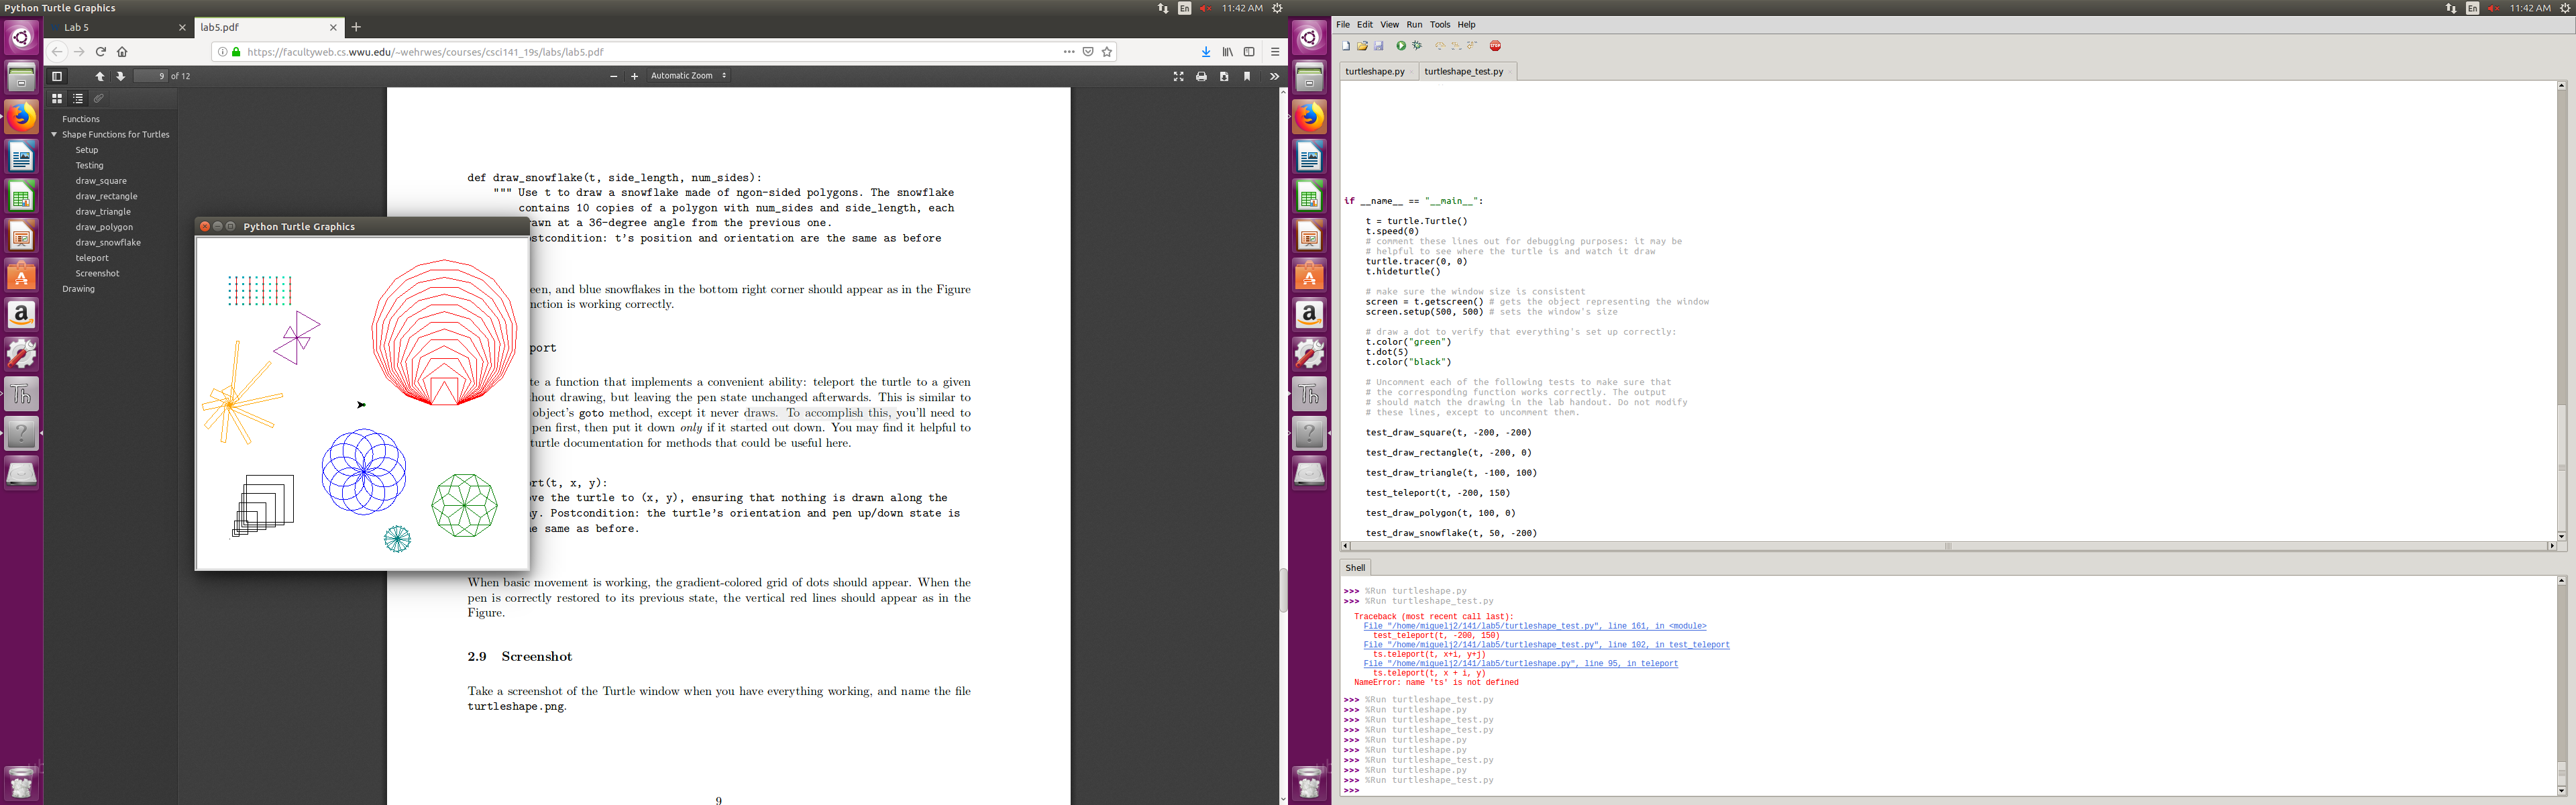 Python Turtle Graphics
En
11:42 AM
Lab 5
lab5.pdf
https://factyweb.cs.wwu.edu/~wehrwes/courses/csci141_19s/labs/lab5.pdf
9 of 12
Automatic Zoom
Functions
Shape Functions for Turtles
Setup
Testing
draw_square
draw_rectangle
draw_triangle
draw_polygon
draw_snowflake
teleport
Screenshot
Drawing
def draw_snowflake(t, side_length, num_sides):
""" Use t to draw a snowflake made of ngon-sided polygons. The snowflake
contains 10 copies of a polygon with num_sides and side_length, each
awn at a 36-degree angle from the previous one.
stcondition: t's position and orientation are the same as before
Python Turtle Graphics
een, and blue snowflakes in the bottom right corner should appear as in the Figure
nction is working correctly.
port
te a function that implements a convenient ability: teleport the turtle to a given
hout drawing, but leaving the pen state unchanged afterwards. This is similar to
object's goto method, except it never draws. To accomplish this, you'll need to
pen first, then put it down only if it started out down. You may find it helpful to
turtle documentation for methods that could be useful here.
ort(t, x, y):
ove the turtle to (x, y), ensuring that nothing is drawn along the
y. Postcondition: the turtle's orientation and pen up/down state is
e same as before.
When basic movement is working, the gradient-colored grid of dots should appear. When the
pen is correctly restored to its previous state, the vertical red lines should appear as in the
Figure.
2.9 Screenshot
Take a screenshot of the Turtle window when you have everything working, and name the file
turtleshape.png.
9
En
11:42 AM
File Edit View Run Tools Help
turtleshape.py
turtleshape_test.py
if __name__ == "__main__":
t = turtle.Turtle()
t.speed(0)
# comment these lines out for debugging purposes: it may be
# helpful to see where the turtle is and watch it draw
turtle.tracer(0, 0)
t.hideturtle()
# make sure the window size is consistent
screen = t.getscreen() # gets the object representing the window
screen.setup(500, 500) # sets the window's size
# draw a dot to verify that everything's set up correctly:
t.color("green")
t.dot(5)
t.color("black")
# Uncomment each of the following tests to make sure that
# the corresponding function works correctly. The output
# should match the drawing in the lab handout. Do not modify
# these lines, except to uncomment them.
test_draw_square(t, -200, -200)
test_draw_rectangle(t, -200, 0)
test_draw_triangle(t, -100, 100)
test_teleport(t, -200, 150)
test_draw_polygon(t, 100, 0)
test_draw_snowflake(t, 50, -200)
Shell
>>> %Run turtleshape.py
>>> %Run turtleshape_test.py
Traceback (most recent call last):
File "/home/miguelj2/141/lab5/turtleshape_test.py", line 161, in <module>
test_teleport(t, -200, 150)
File "/home/miguelj2/141/lab5/turtleshape_test.py", line 102, in test_teleport
ts.teleport(t, x+i, y+j)
File "/home/miguelj2/141/lab5/turtleshape.py", line 95, in teleport
ts.teleport(t, x + i, y)
NameError: name 'ts' is not defined
>>> %Run turtleshape_test.py
>>> %Run turtleshape.py
>>> %Run turtleshape_test.py
>>> %Run turtleshape_test.py
>>> %Run turtleshape.py
>>> %Run turtleshape.py
>>> %Run turtleshape_test.py
>>> %Run turtleshape.py
>>> %Run turtleshape_test.py
>>>